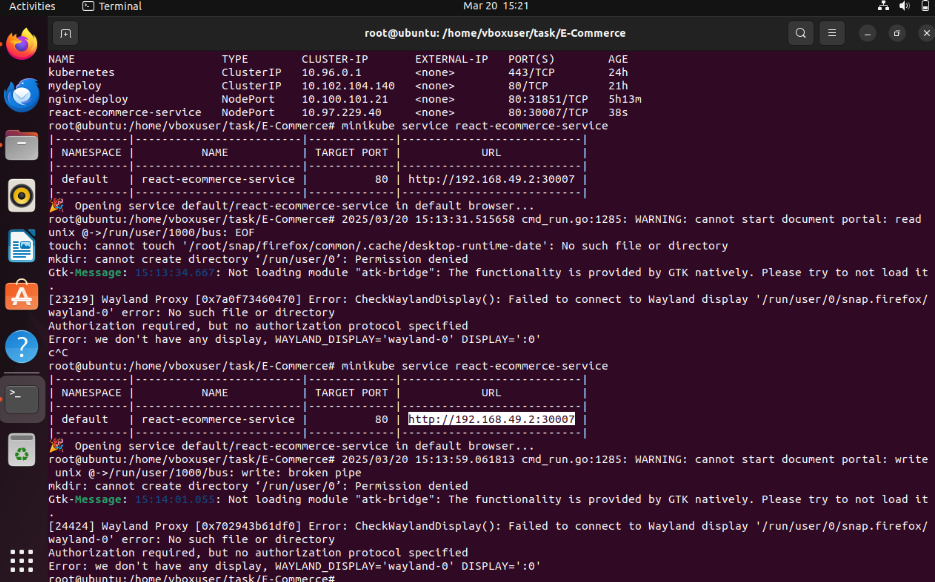 Activities Terminal Mar 20 15:21
root@ubuntu: /home/vboxuser/task/E-Commerce
NAME TYPE CLUSTER-IP EXTERNAL-IP PORT(S) AGE
kubernetes ClusterIP 10.96.0.1 <none> 443/TCP 24h
mydeploy ClusterIP 10.102.104.140 <none> 80/TCP 21h
nginx-deploy NodePort 10.100.101.21 <none> 80:31851/TCP 5h13m
react-ecommerce-service NodePort 10.97.229.40 <none> 80:30007/TCP 38s
root@ubuntu:/home/vboxuser/task/E-Commerce# minikube service react-ecommerce-service
|-----------|-------------------------|-------------|---------------------------|
| NAMESPACE | NAME | TARGET PORT | URL |
|-----------|-------------------------|-------------|---------------------------|
| default | react-ecommerce-service | 80 | http://192.168.49.2:30007 |
|-----------|-------------------------|-------------|---------------------------|
🎉 Opening service default/react-ecommerce-service in default browser...
root@ubuntu:/home/vboxuser/task/E-Commerce# 2025/03/20 15:13:31.515658 cmd_run.go:1285: WARNING: cannot start document portal: read
unix @->/run/user/1000/bus: EOF
touch: cannot touch '/root/snap/firefox/common/.cache/desktop-runtime-date': No such file or directory
mkdir: cannot create directory ‘/run/user/0’: Permission denied
Gtk-Message: 15:13:34.667: Not loading module "atk-bridge": The functionality is provided by GTK natively. Please try to not load it
.
[23219] Wayland Proxy [0x7a0f73460470] Error: CheckWaylandDisplay(): Failed to connect to Wayland display '/run/user/0/snap.firefox/
wayland-0' error: No such file or directory
Authorization required, but no authorization protocol specified
Error: we don't have any display, WAYLAND_DISPLAY='wayland-0' DISPLAY=':0'
c^C
root@ubuntu:/home/vboxuser/task/E-Commerce# minikube service react-ecommerce-service
|-----------|-------------------------|-------------|---------------------------|
| NAMESPACE | NAME | TARGET PORT | URL |
|-----------|-------------------------|-------------|---------------------------|
| default | react-ecommerce-service | 80 | http://192.168.49.2:30007 |
|-----------|-------------------------|-------------|---------------------------|
🎉 Opening service default/react-ecommerce-service in default browser...
root@ubuntu:/home/vboxuser/task/E-Commerce# 2025/03/20 15:13:59.061813 cmd_run.go:1285: WARNING: cannot start document portal: write
unix @->/run/user/1000/bus: write: broken pipe
mkdir: cannot create directory ‘/run/user/0’: Permission denied
Gtk-Message: 15:14:01.055: Not loading module "atk-bridge": The functionality is provided by GTK natively. Please try to not load it
.
[24424] Wayland Proxy [0x702943b61df0] Error: CheckWaylandDisplay(): Failed to connect to Wayland display '/run/user/0/snap.firefox/
wayland-0' error: No such file or directory
Authorization required, but no authorization protocol specified
Error: we don't have any display, WAYLAND_DISPLAY='wayland-0' DISPLAY=':0'
root@ubuntu:/home/vboxuser/task/E-Commerce#